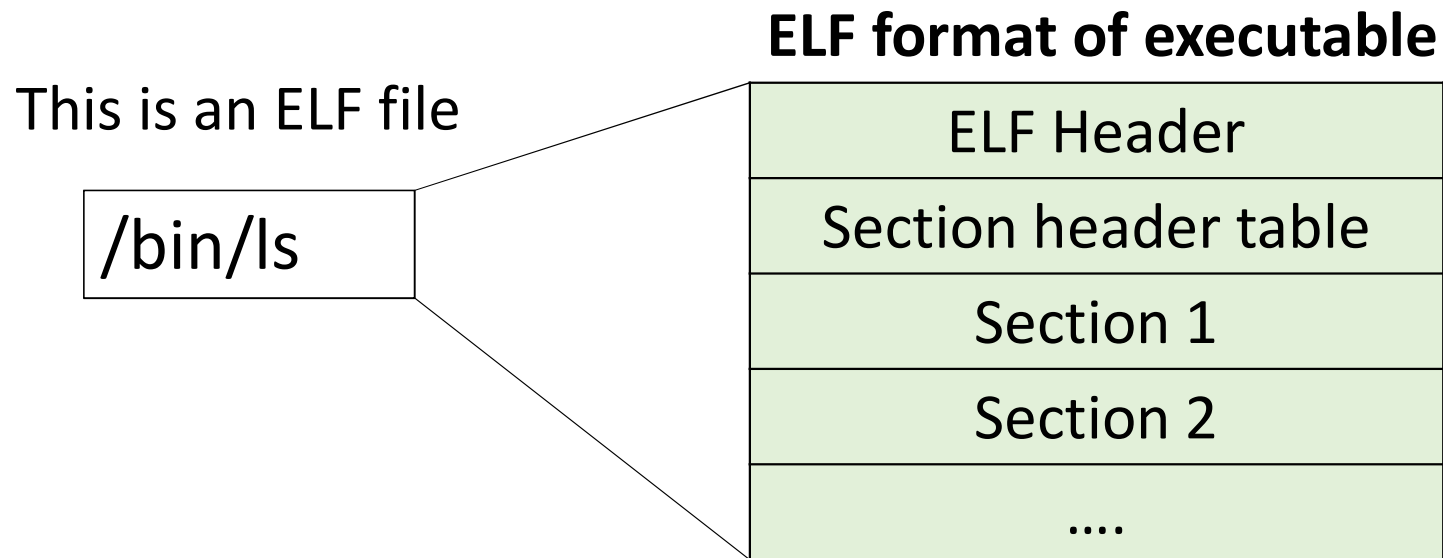 ELF format of executable
This is an ELF file
/bin/ls
ELF Header
Section header table
Section 1
Section 2
....